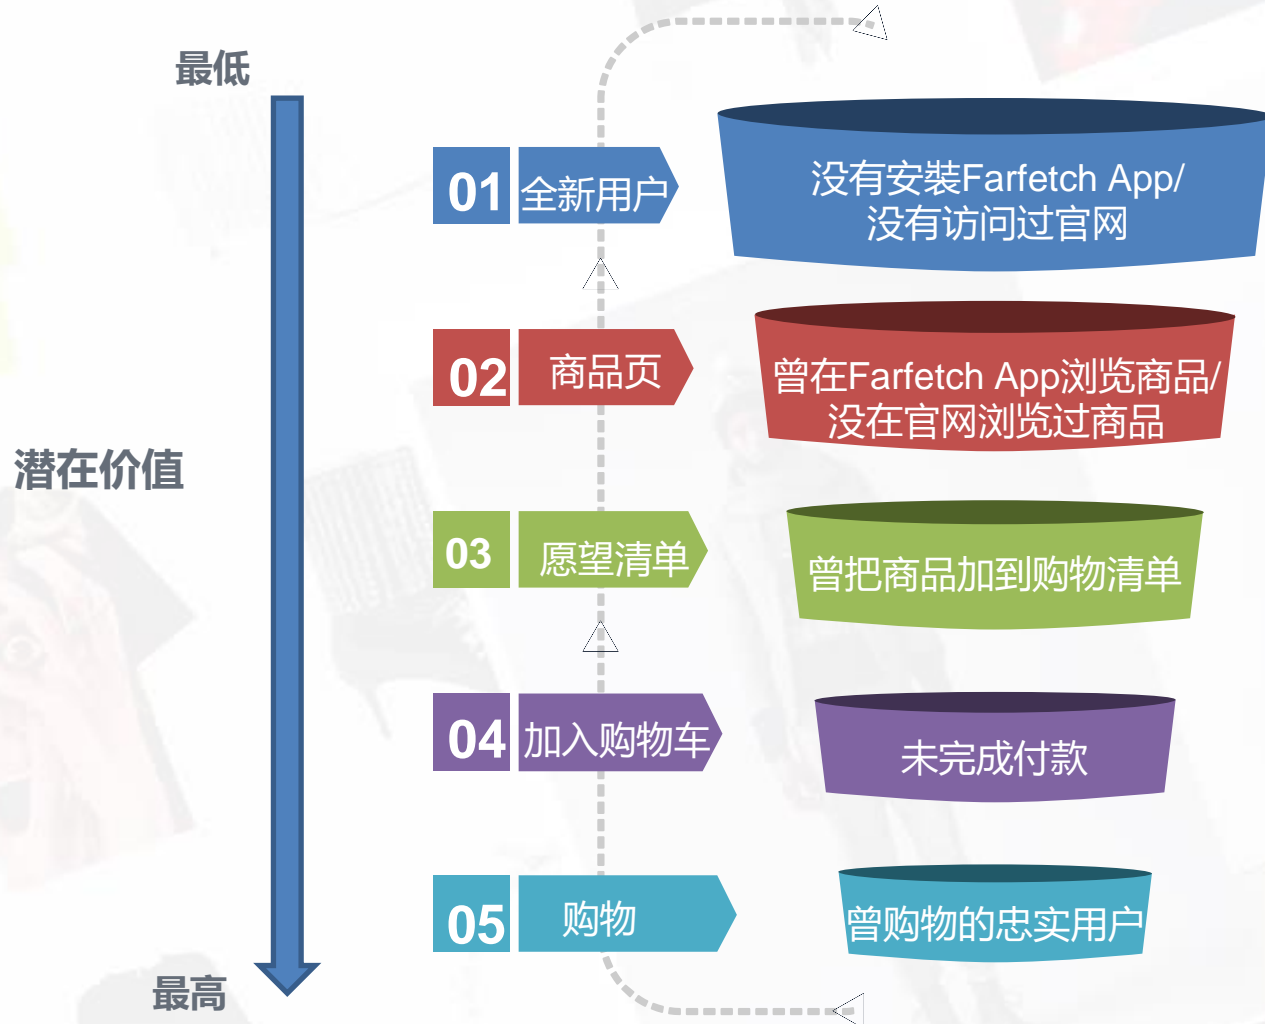 最低
01 全新用户
没有安裝Farfetch App/
没有访问过官网
02 商品页
曾在Farfetch App浏览商品/
没在官网浏览过商品
潜在价值
03 愿望清单
曾把商品加到购物清单
04 加入购物车
未完成付款
05 购物
曾购物的忠实用户
最高